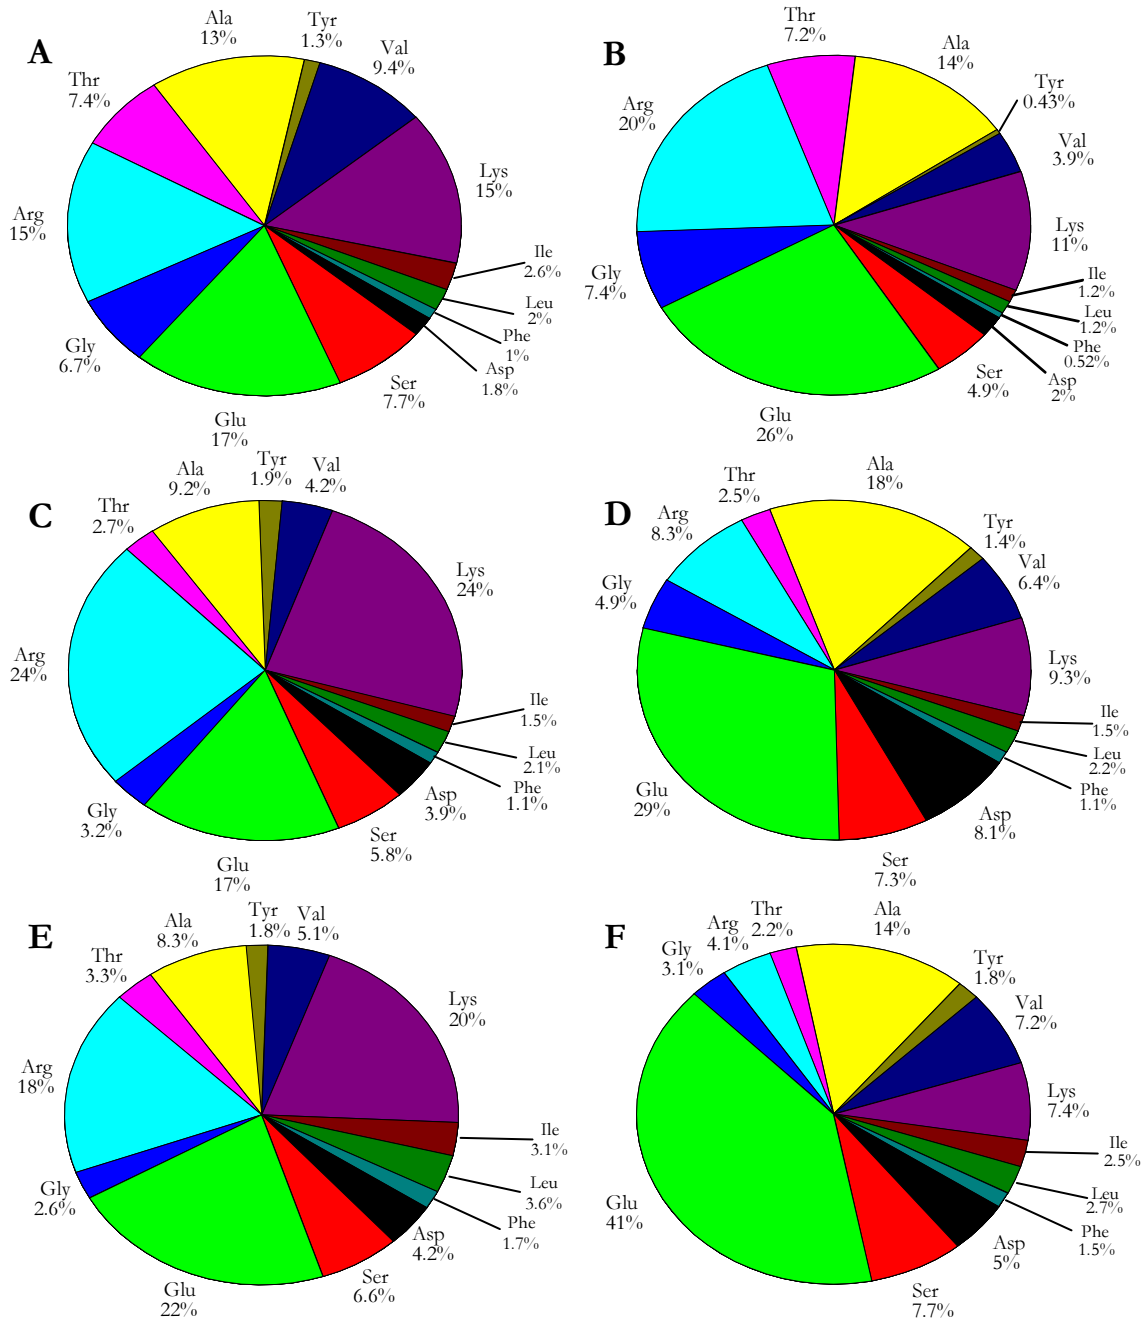 A
Ala
13%
Tyr
1.3%
Val
9.4%
Lys
15%
Ile
2.6%
Leu
2%
Phe
1%
Asp
1.8%
Ser
7.7%
Glu
17%
Gly
6.7%
Arg
15%
Thr
7.4%
B
Thr
7.2%
Ala
14%
Tyr
0.43%
Val
3.9%
Lys
11%
Ile
1.2%
Leu
1.2%
Phe
0.52%
Asp
2%
Ser
4.9%
Glu
26%
Gly
7.4%
Arg
20%
C
Ala
9.2%
Tyr
1.9%
Val
4.2%
Lys
24%
Ile
1.5%
Leu
2.1%
Phe
1.1%
Asp
3.9%
Ser
5.8%
Glu
17%
Gly
3.2%
Arg
24%
Thr
2.7%
D
Thr
2.5%
Ala
18%
Tyr
1.4%
Val
6.4%
Lys
9.3%
Ile
1.5%
Leu
2.2%
Phe
1.1%
Asp
8.1%
Ser
7.3%
Glu
29%
Gly
4.9%
Arg
8.3%
E
Ala
8.3%
Tyr
1.8%
Val
5.1%
Lys
20%
Ile
3.1%
Leu
3.6%
Phe
1.7%
Asp
4.2%
Ser
6.6%
Glu
22%
Gly
2.6%
Arg
18%
Thr
3.3%
F
Gly
3.1%
Arg
4.1%
Thr
2.2%
Ala
14%
Tyr
1.8%
Val
7.2%
Lys
7.4%
Ile
2.5%
Leu
2.7%
Phe
1.5%
Asp
5%
Ser
7.7%
Glu
41%